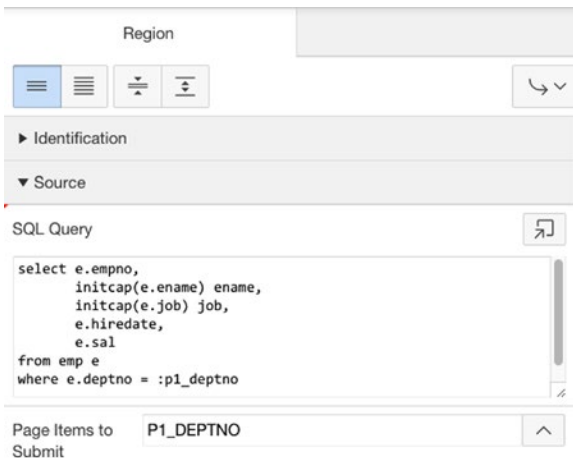 Region
Identification
Source
SQL Query
select e.empno,
       initcap(e.ename) ename,
       initcap(e.job) job,
       e.hiredate,
       e.sal
from emp e
where e.deptno = :p1_deptno
Page Items to P1_DEPTNO
Submit